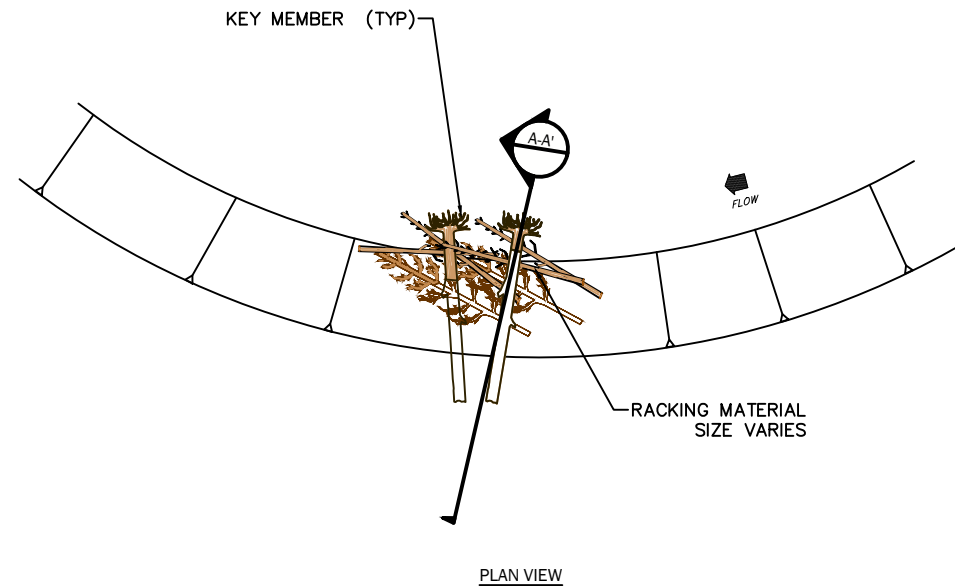 KEY MEMBER (TYP)
A-A'
FLOW
RACKING MATERIAL
SIZE VARIES
PLAN VIEW